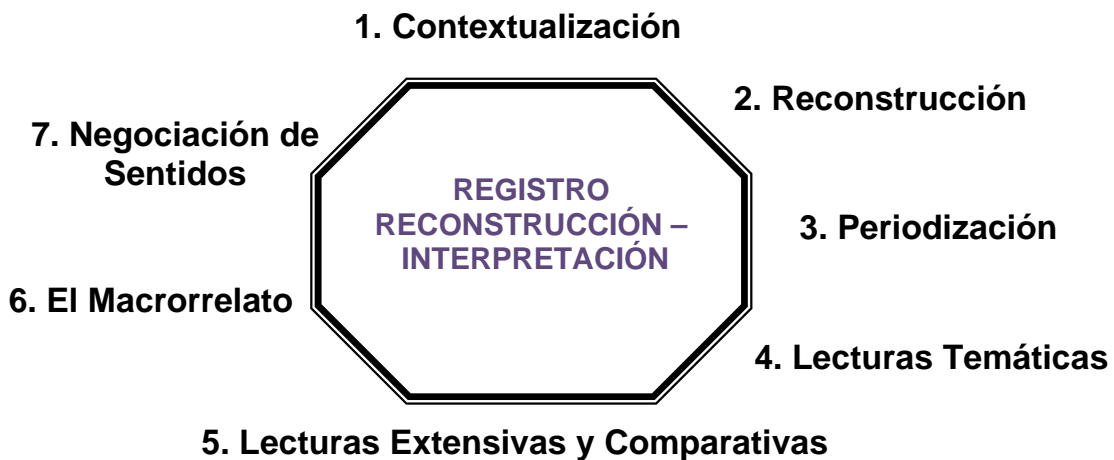 1. Contextualización
2. Reconstrucción
7. Negociación de
Sentidos
REGISTRO
RECONSTRUCCIÓN –
INTERPRETACIÓN
3. Periodización
6. El Macrorrelato
4. Lecturas Temáticas
5. Lecturas Extensivas y Comparativas